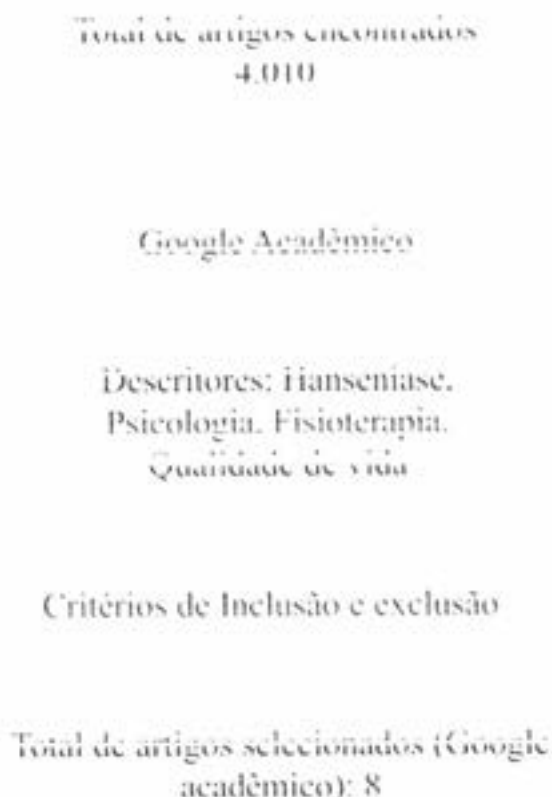 Total de artigos encontrados
4.010
Google Acadêmico
Descritores: Hanseníase.
Psicologia. Fisioterapia.
Qualidade de vida
Critérios de Inclusão e exclusão
Total de artigos selecionados (Google
acadêmico): 8